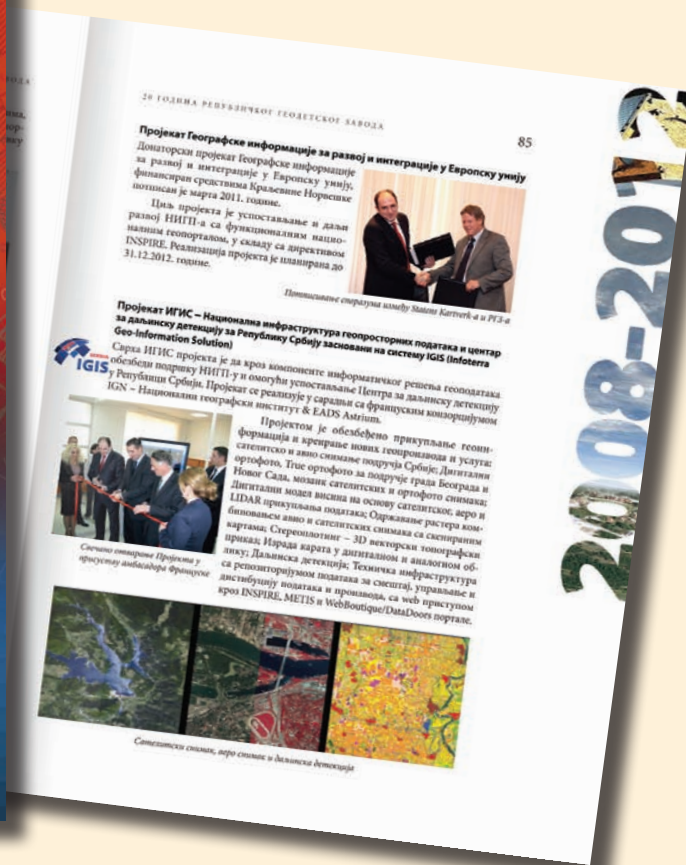 20 ГОДИНА РЕПУБЛИЧКОГ ГЕОДЕТСКОГ ЗАВОДА
85
Пројекат Географске информације за развој и интеграције у Европску унију
Донаторски пројекат Географске информације
за развој и интеграције у Европску унију,
финансиран средствима Краљевине Норвешке
потписан је марта 2011. године.
Циљ пројекта је успостављање и даљи
развој НИГП-а са функционалним нацио-
налним геопорталом, у складу са директивом
INSPIRE. Реализација пројекта је планирана до
31.12.2012. године.
Потписивање споразума између Statens Kartverk-а и РГЗ-а
Пројекат ИГИС – Национална инфраструктура геопросторних података и центар
за даљинску детекцију за Републику Србију засновани на систему IGIS (Infoterra
Geo-Information Solution)
IGIS
Сврха ИГИС пројекта је да кроз компоненте информатичког решења геоподатака
обезбеди подршку НИГП-у и омогући успостављање Центра за даљинску детекцију
у Републици Србији. Пројекат се реализује у сарадњи са француским конзорцијумом
IGN – Национални географски институт & EADS Astrium.
Пројектом је обезбеђено прикупљање геоин-
формација и креирање нових геопроизвода и услуга:
сателитско и авио снимање подручја Србије; Дигитални
ортофото, True ортофото за подручје града Београда и
Новог Сада, мозаик сателитских и ортофото снимака;
Дигитални модел висина на основу сателитског, аеро и
LIDAR прикупљања података; Одржавање растера ком-
биновањем авио и сателитских снимака са скенираним
картама; Стереоплотинг – 3D векторски топографски
приказ; Израда карата у дигиталном и аналогном об-
лику; Даљинска детекција; Техничка инфраструктура
са репозиторијумом података за смештај, управљање и
дистрибуцију података и производа, са web приступом
кроз INSPIRE, METIS и WebBoutique/DataDoors портале.
Свечано отварање Пројекта у
присуству амбасадора Француске
Сателитски снимак, аеро снимак и даљинска детекција
2008-2012